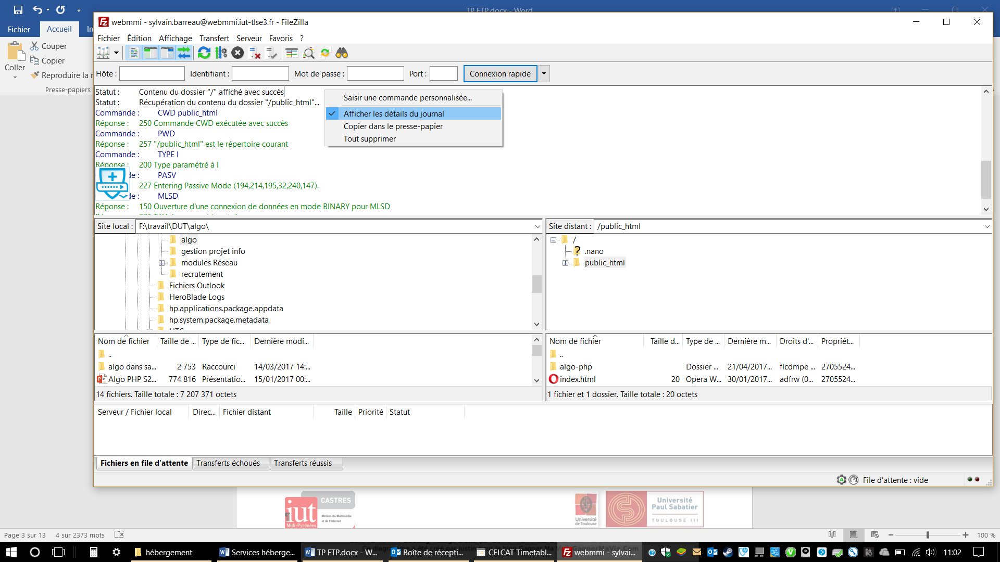 TP FTP.docx - Word
webmmi - sylvain.barreau@webmmi.iut-tlse3.fr - FileZilla
Fichier Accueil
Fichier Édition Affichage Transfert Serveur Favoris ?
Couper
Copier
Coller
Reproduire la
Presse-papiers
Hôte : Identifiant : Mot de passe : Port : Connexion rapide
Statut : Contenu du dossier "/" affiché avec succès
Statut : Récupération du contenu du dossier "/public_html"...
Commande : CWD public_html
Réponse : 250 Commande CWD exécutée avec succès
Commande : PWD
Réponse : 257 "/public_html" est le répertoire courant
Commande : TYPE I
Réponse : 200 Type paramétré à I
de : PASV
227 Entering Passive Mode (194,214,195,32,240,147).
de : MLSD
Réponse : 150 Ouverture d'une connexion de données en mode BINARY pour MLSD
Saisir une commande personnalisée...
Afficher les détails du journal
Copier dans le presse-papier
Tout supprimer
Site local : F:\travail\DUT\algo\
algo
gestion projet info
modules Réseau
recrutement
Fichiers Outlook
HeroBlade Logs
hp.applications.package.appdata
hp.system.package.metadata
Site distant : /public_html
/
.nano
public_html
Nom de fichier Taille de ... Type de fic... Dernière modi...
..
algo dans sa... 2 753 Raccourci 14/03/2017 14:...
Algo PHP S2... 774 816 Présentatio... 15/01/2017 00:...
14 fichiers. Taille totale : 7 207 371 octets
Nom de fichier Taille d... Type de ... Dernière m... Droits d'... Propriét...
..
algo-php Dossier ... 21/04/2017... flcdmpe ... 2705524...
index.html 20 Opera W... 30/01/2017... adfrw (0... 2705524...
1 fichier et 1 dossier. Taille totale : 20 octets
Serveur / Fichier local Direc... Fichier distant Taille Priorité Statut
Fichiers en file d'attente Transferts échoués Transferts réussis
File d'attente : vide
CASTRES
iut
Midi-Pyrénées
Métiers du Multimédia
et de l'Internet
Université
de Toulouse
Université
Paul Sabatier
TOULOUSE III
Page 3 sur 13 4 sur 2373 mots 100 %
hébergement Services héberge... TP FTP.docx - W... Boîte de récepti... CELCAT Timetabl... webmmi - sylvai... 11:02